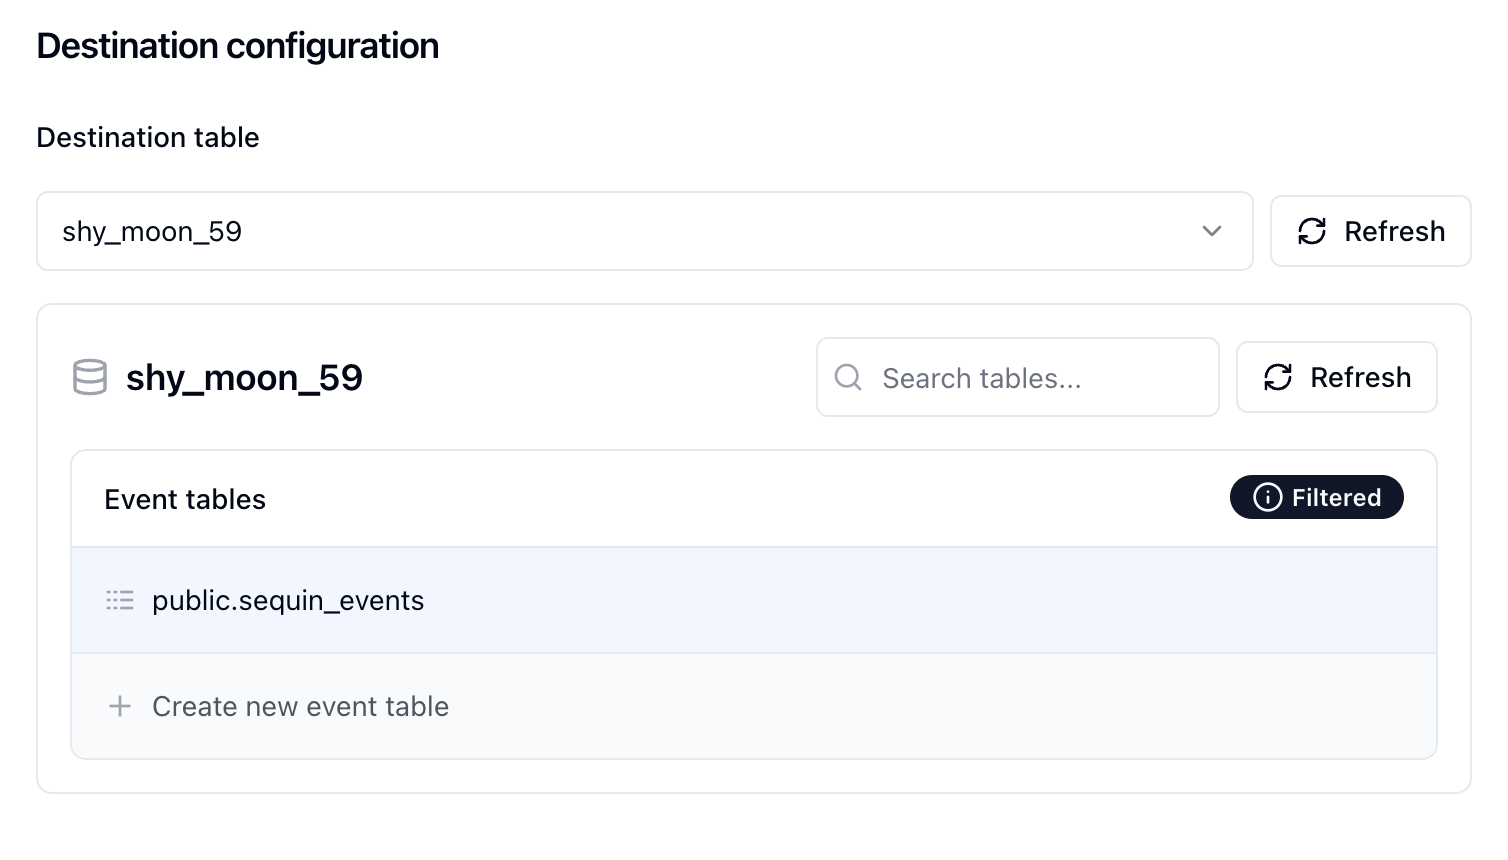 Destination configuration
Destination table
shy_moon_59
Refresh
shy_moon_59
Search tables...
Refresh
Event tables
Filtered
public.sequin_events
Create new event table